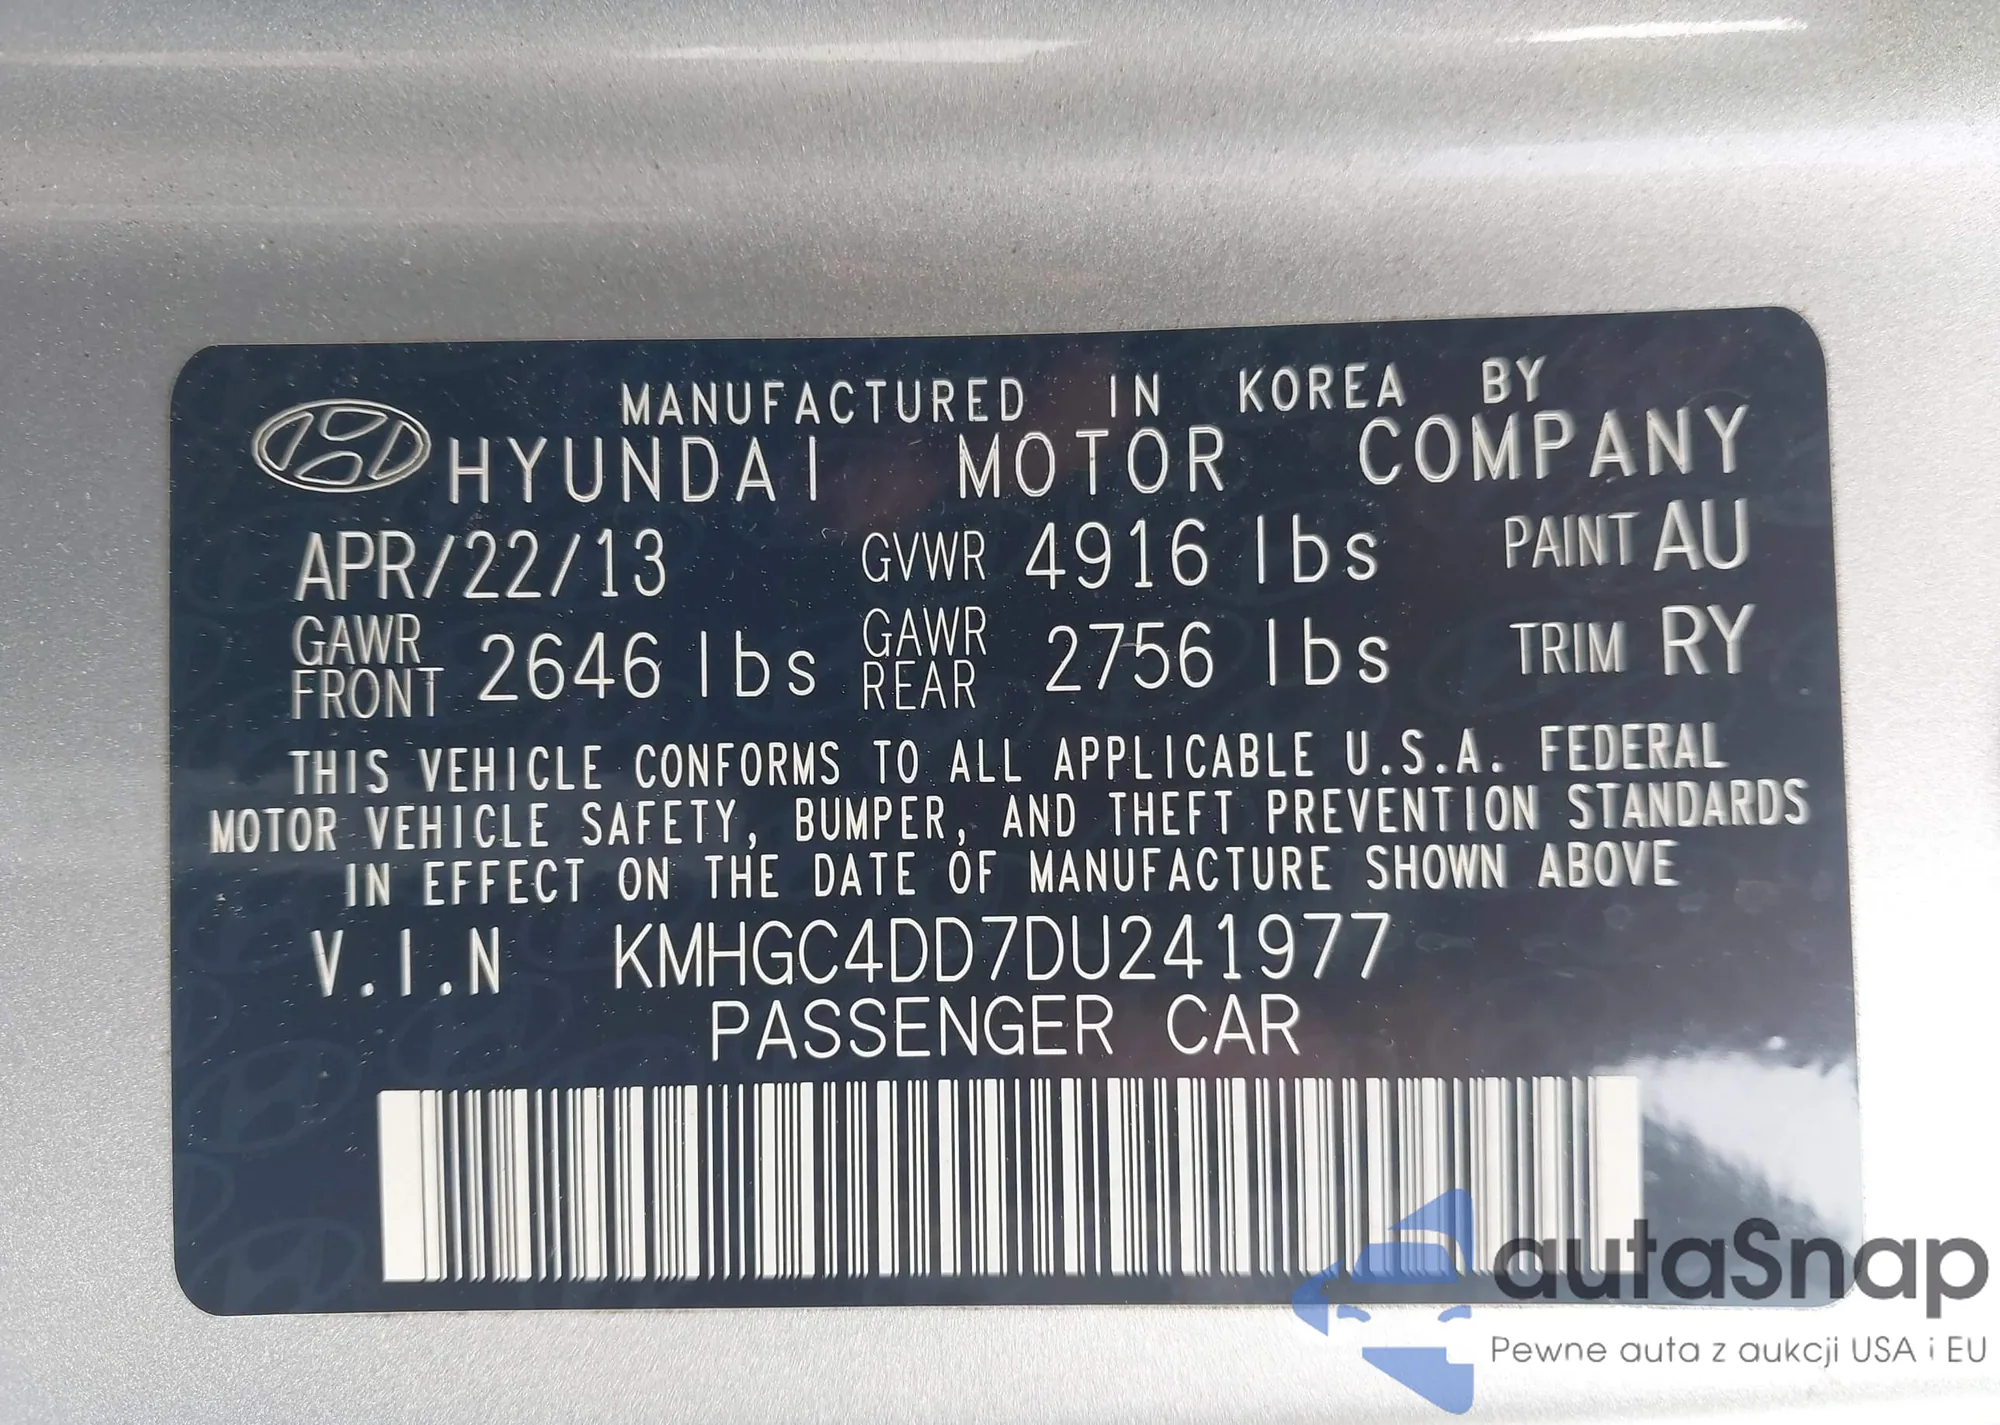 MANUFACTURED IN KOREA BY
HYUNDAI MOTOR COMPANY
APR/22/13 GVWR 4916 lbs PAINT AU
GAWR FRONT 2646 lbs GAWR REAR 2756 lbs TRIM RY
THIS VEHICLE CONFORMS TO ALL APPLICABLE U.S.A. FEDERAL
MOTOR VEHICLE SAFETY, BUMPER, AND THEFT PREVENTION STANDARDS
IN EFFECT ON THE DATE OF MANUFACTURE SHOWN ABOVE
V.I.N KMHGC4DD7DU241977
PASSENGER CAR
autaSnap
Pewne auta z aukcji USA i EU